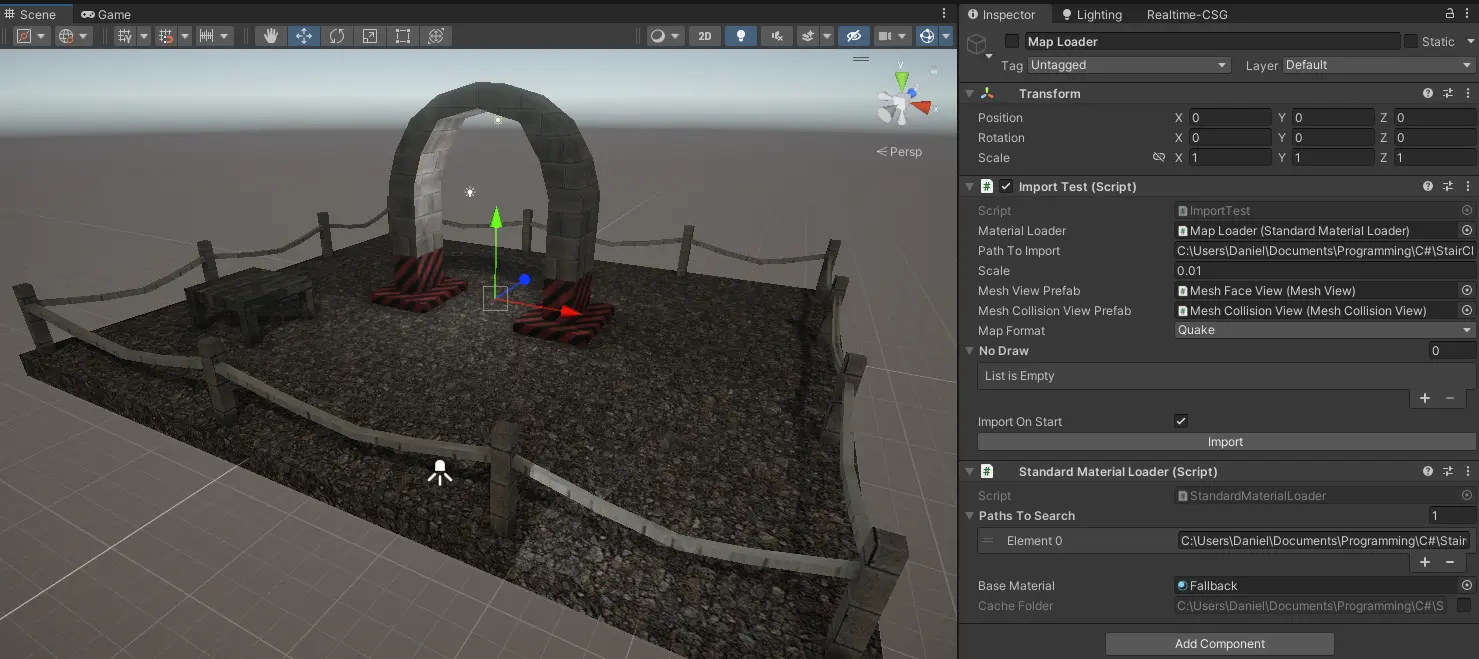 Scene Game
2D
y
x
Persp
Inspector Lighting Realtime-CSG
Map Loader Static
Tag Untagged Layer Default
Transform
Position X 0 Y 0 Z 0
Rotation X 0 Y 0 Z 0
Scale X 1 Y 1 Z 1
# Import Test (Script)
Script ImportTest
Material Loader Map Loader (Standard Material Loader)
Path To Import C:\Users\Daniel\Documents\Programming\C#\StairCl
Scale 0.01
Mesh View Prefab Mesh Face View (Mesh View)
Mesh Collision View Prefab Mesh Collision View (Mesh Collision View)
Map Format Quake
No Draw 0
List is Empty
+ −
Import On Start
Import
# Standard Material Loader (Script)
Script StandardMaterialLoader
Paths To Search 1
Element 0 C:\Users\Daniel\Documents\Programming\C#\Stair
+ −
Base Material Fallback
Cache Folder C:\Users\Daniel\Documents\Programming\C#\S
Add Component